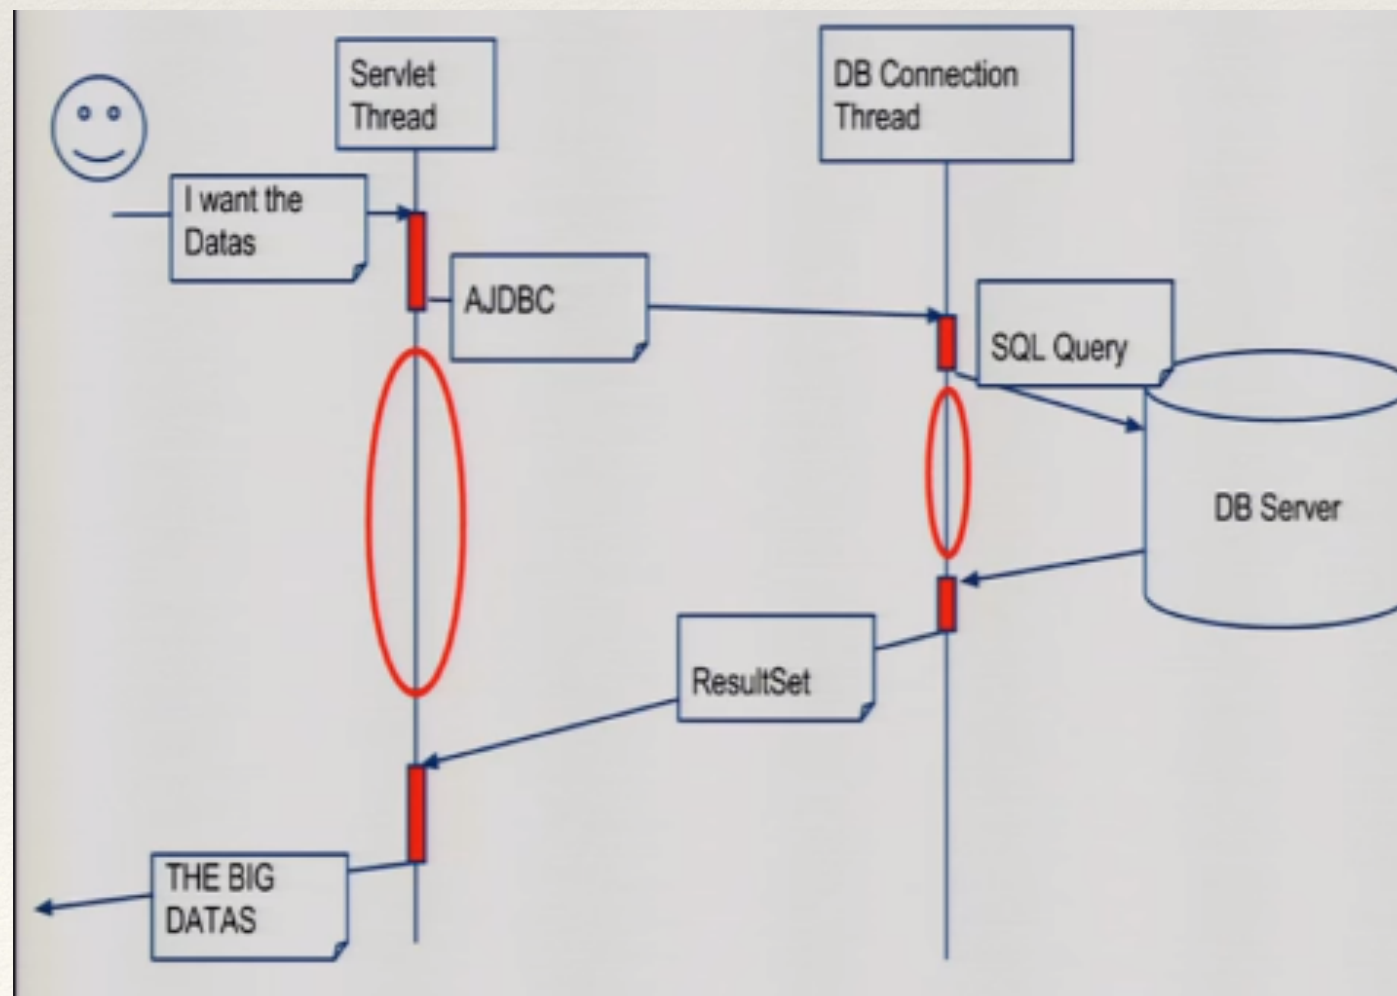 Servlet
Thread
DB Connection
Thread
I want the
Datas
AJDBC
SQL Query
DB Server
ResultSet
THE BIG
DATAS